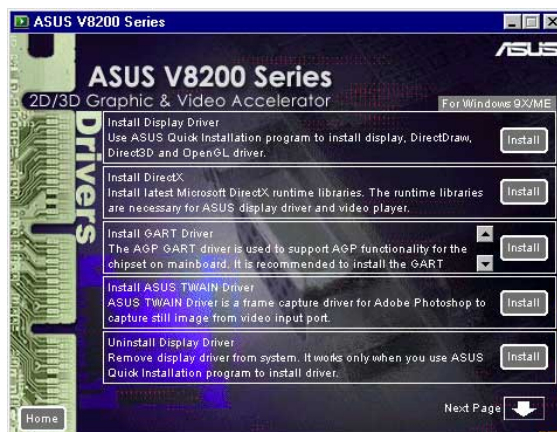 ASUS V8200 Series
ASUS
ASUS V8200 Series
2D/3D Graphic & Video Accelerator
For Windows 9X/ME
Drivers
Install Display Driver
Use ASUS Quick Installation program to install display, DirectDraw,
Direct3D and OpenGL driver.
Install
Install DirectX
Install latest Microsoft DirectX runtime libraries. The runtime libraries
are necessary for ASUS display driver and video player.
Install
Install GART Driver
The AGP GART driver is used to support AGP functionality for the
chipset on mainboard. It is recommended to install the GART
Install
Install ASUS TWAIN Driver
ASUS TWAIN Driver is a frame capture driver for Adobe Photoshop to
capture still image from video input port.
Install
Uninstall Display Driver
Remove display driver from system. It works only when you use ASUS
Quick Installation program to install driver.
Install
Next Page
Home